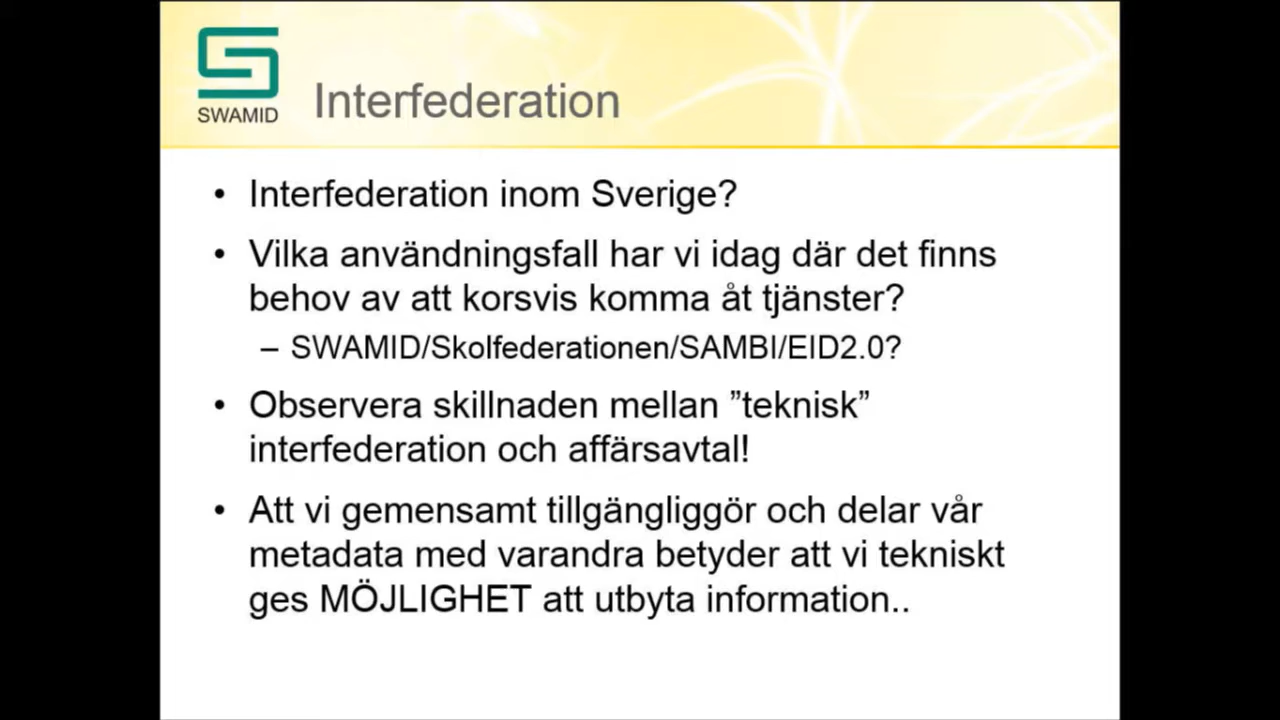 SWAMID
Interfederation
• Interfederation inom Sverige?
• Vilka användningsfall har vi idag där det finns
behov av att korsvis komma åt tjänster?
– SWAMID/Skolfederationen/SAMBI/EID2.0?
• Observera skillnaden mellan ”teknisk”
interfederation och affärsavtal!
• Att vi gemensamt tillgängliggör och delar vår
metadata med varandra betyder att vi tekniskt
ges MÖJLIGHET att utbyta information..